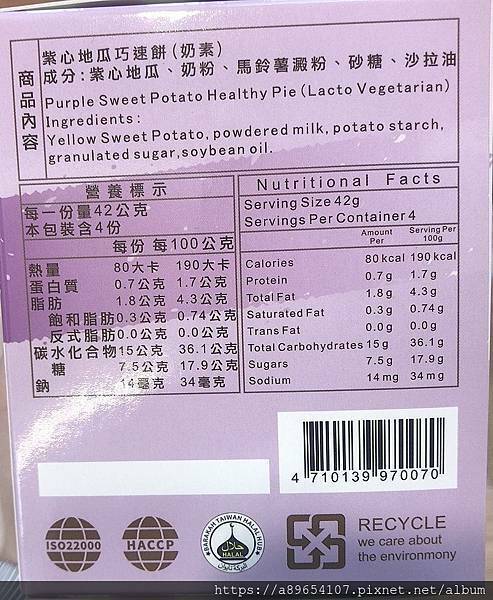 商品內容
紫心地瓜巧速餅(奶素)
成分:紫心地瓜、奶粉、馬鈴薯澱粉、砂糖、沙拉油
Purple Sweet Potato Healthy Pie (Lacto Vegetarian)
Ingredients:
Yellow Sweet Potato, powdered milk, potato starch,
granulated sugar,soybean oil.
營養標示
每一份量42公克
本包裝含4份
每份 每100公克
熱量 80大卡 190大卡
蛋白質 0.7公克 1.7公克
脂肪 1.8公克 4.3公克
飽和脂肪0.3公克 0.74公克
反式脂肪0.0公克 0.0公克
碳水化合物15公克 36.1公克
糖 7.5公克 17.9公克
鈉 14毫克 34毫克
Nutritional Facts
Serving Size 42g
Servings Per Container 4
Amount Per Serving Per 100g
Calories 80 kcal 190 kcal
Protein 0.7g 1.7g
Total Fat 1.8g 4.3g
Saturated Fat 0.3g 0.74g
Trans Fat 0.0g 0.0g
Total Carbohydrates 15g 36.1g
Sugars 7.5g 17.9g
Sodium 14 mg 34 mg
4 710139 970070
ISO22000
HACCP
BARAKAH TAIWAN HALAL HUB
حلال
HALAL
RECYCLE
we care about
the environmony
https://a89654107.pixnet.net/album